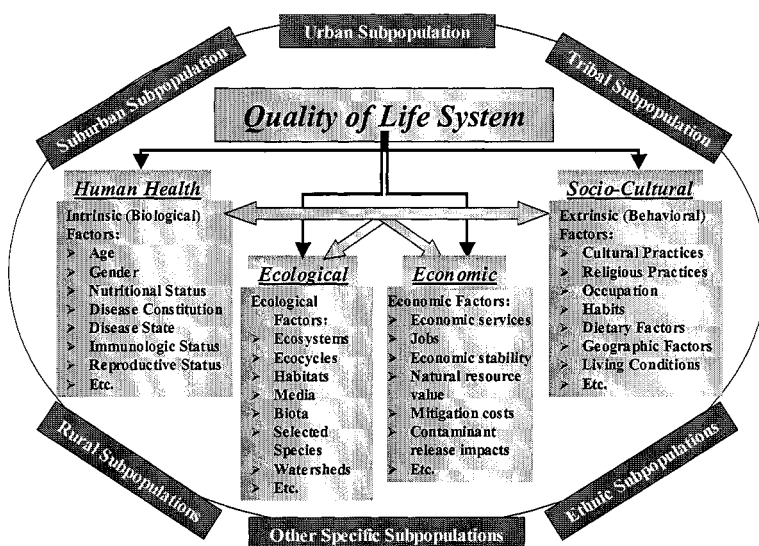 Urban Subpopulation
Suburban Subpopulation
Tribal Subpopulation
Quality of Life System
Human Health
Intrinsic (Biological)
Factors:
➤ Age
➤ Gender
➤ Nutritional Status
➤ Disease Constitution
➤ Disease State
➤ Immunologic Status
➤ Reproductive Status
➤ Etc.
Ecological
Ecological
Factors:
➤ Ecosystems
➤ Ecocycles
➤ Habitats
➤ Media
➤ Biota
➤ Selected
Species
➤ Watersheds
➤ Etc.
Economic
Economic Factors:
➤ Economic services
➤ Jobs
➤ Economic stability
➤ Natural resource
value
➤ Mitigation costs
➤ Contaminant
release impacts
➤ Etc.
Socio-Cultural
Extrinsic (Behavioral)
Factors:
➤ Cultural Practices
➤ Religious Practices
➤ Occupation
➤ Habits
➤ Dietary Factors
➤ Geographic Factors
➤ Living Conditions
➤ Etc.
Rural Subpopulations
Ethnic Subpopulations
Other Specific Subpopulations